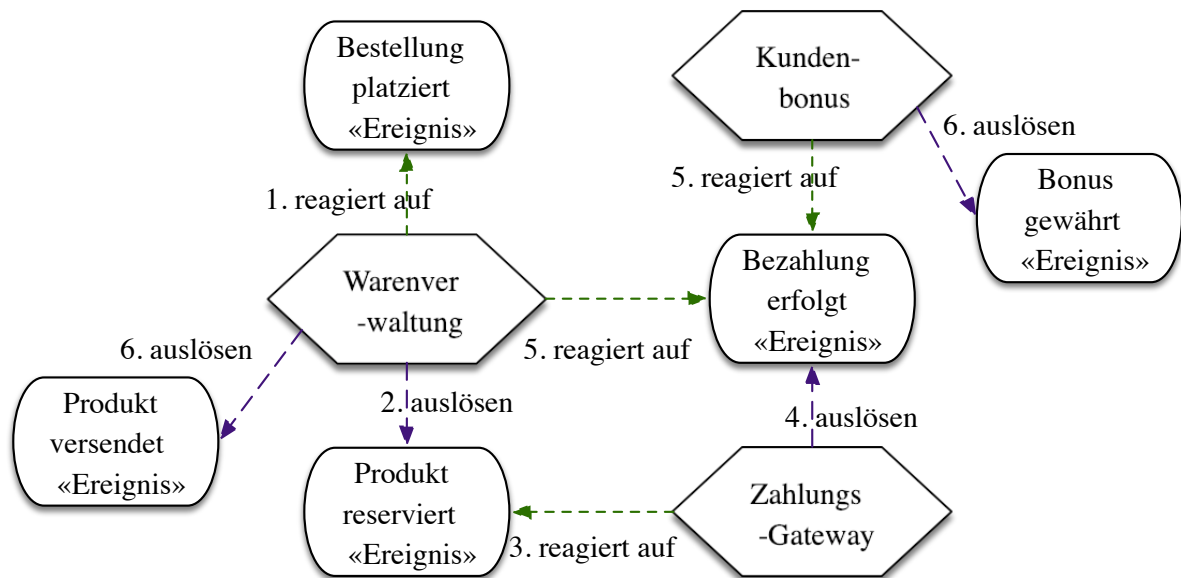 Bestellung
platziert
«Ereignis»
Kunden-
bonus
6. auslösen
1. reagiert auf
5. reagiert auf
Bonus
gewährt
«Ereignis»
Warenver
-waltung
Bezahlung
erfolgt
«Ereignis»
6. auslösen
5. reagiert auf
Produkt
versendet
«Ereignis»
2. auslösen
4. auslösen
Produkt
reserviert
«Ereignis»
3. reagiert auf
Zahlungs
-Gateway